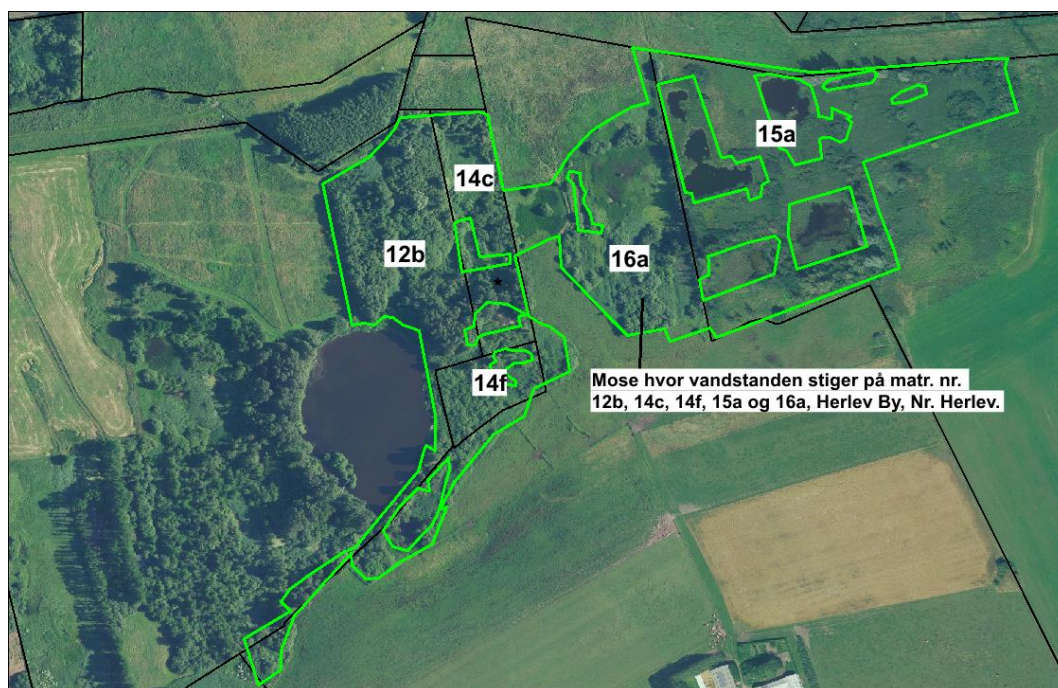 15a
14c
12b
16a
14f
Mose hvor vandstanden stiger på matr. nr.
12b, 14c, 14f, 15a og 16a, Herlev By, Nr. Herlev.